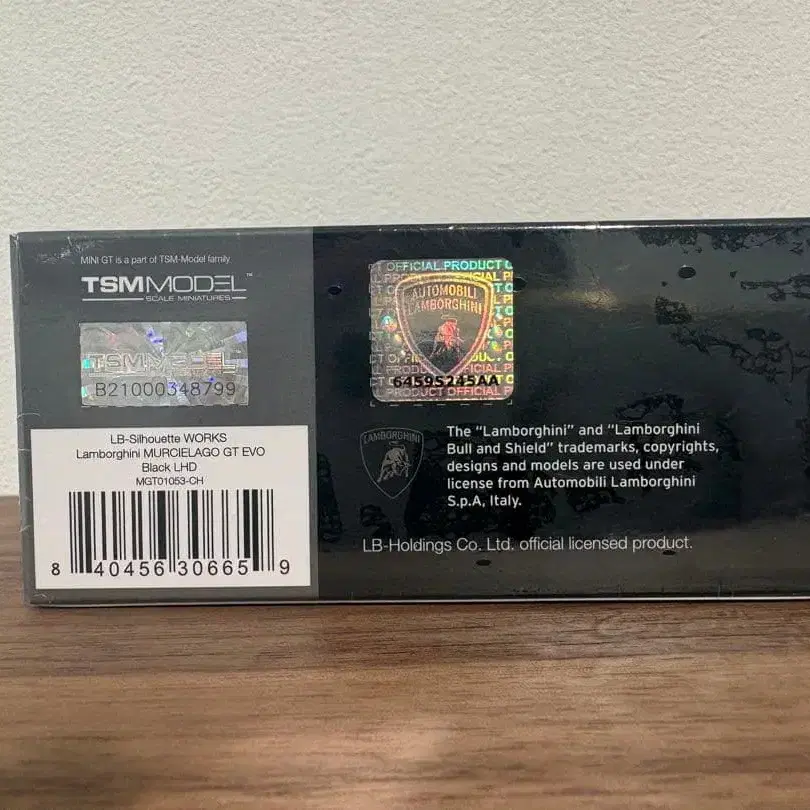 MINI GT is a part of TSM-Model family
TSMMODEL™
SCALE MINIATURES
TSMMODEL
B21000348799
LB-Silhouette WORKS
Lamborghini MURCIELAGO GT EVO
Black LHD
MGT01053-CH
8 40456 30665 9
OFFICIAL PRODUCT
AUTOMOBILI
LAMBORGHINI
64595245AA
PRODUCT OFFICIAL
LAMBORGHINI
The “Lamborghini” and “Lamborghini
Bull and Shield” trademarks, copyrights,
designs and models are used under
license from Automobili Lamborghini
S.p.A, Italy.
LB-Holdings Co. Ltd. official licensed product.